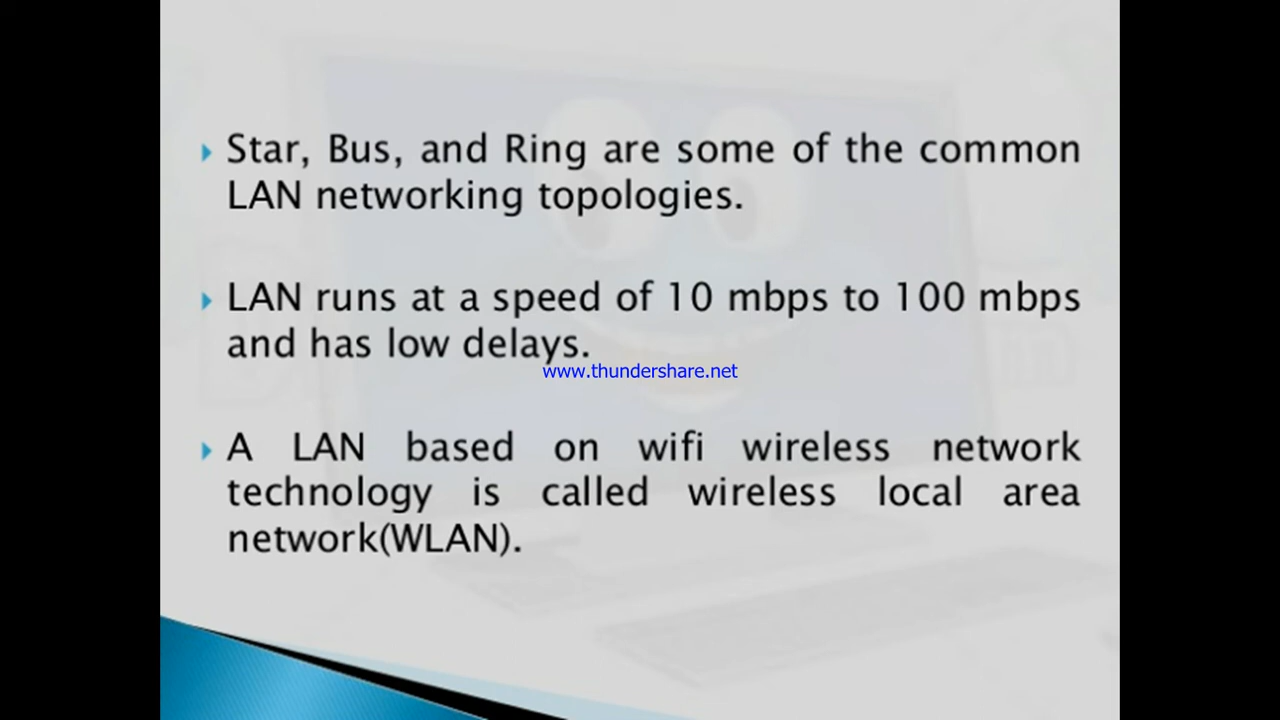 Star, Bus, and Ring are some of the common
LAN networking topologies.
LAN runs at a speed of 10 mbps to 100 mbps
and has low delays.
www.thundershare.net
A LAN based on wifi wireless network
technology is called wireless local area
network(WLAN).